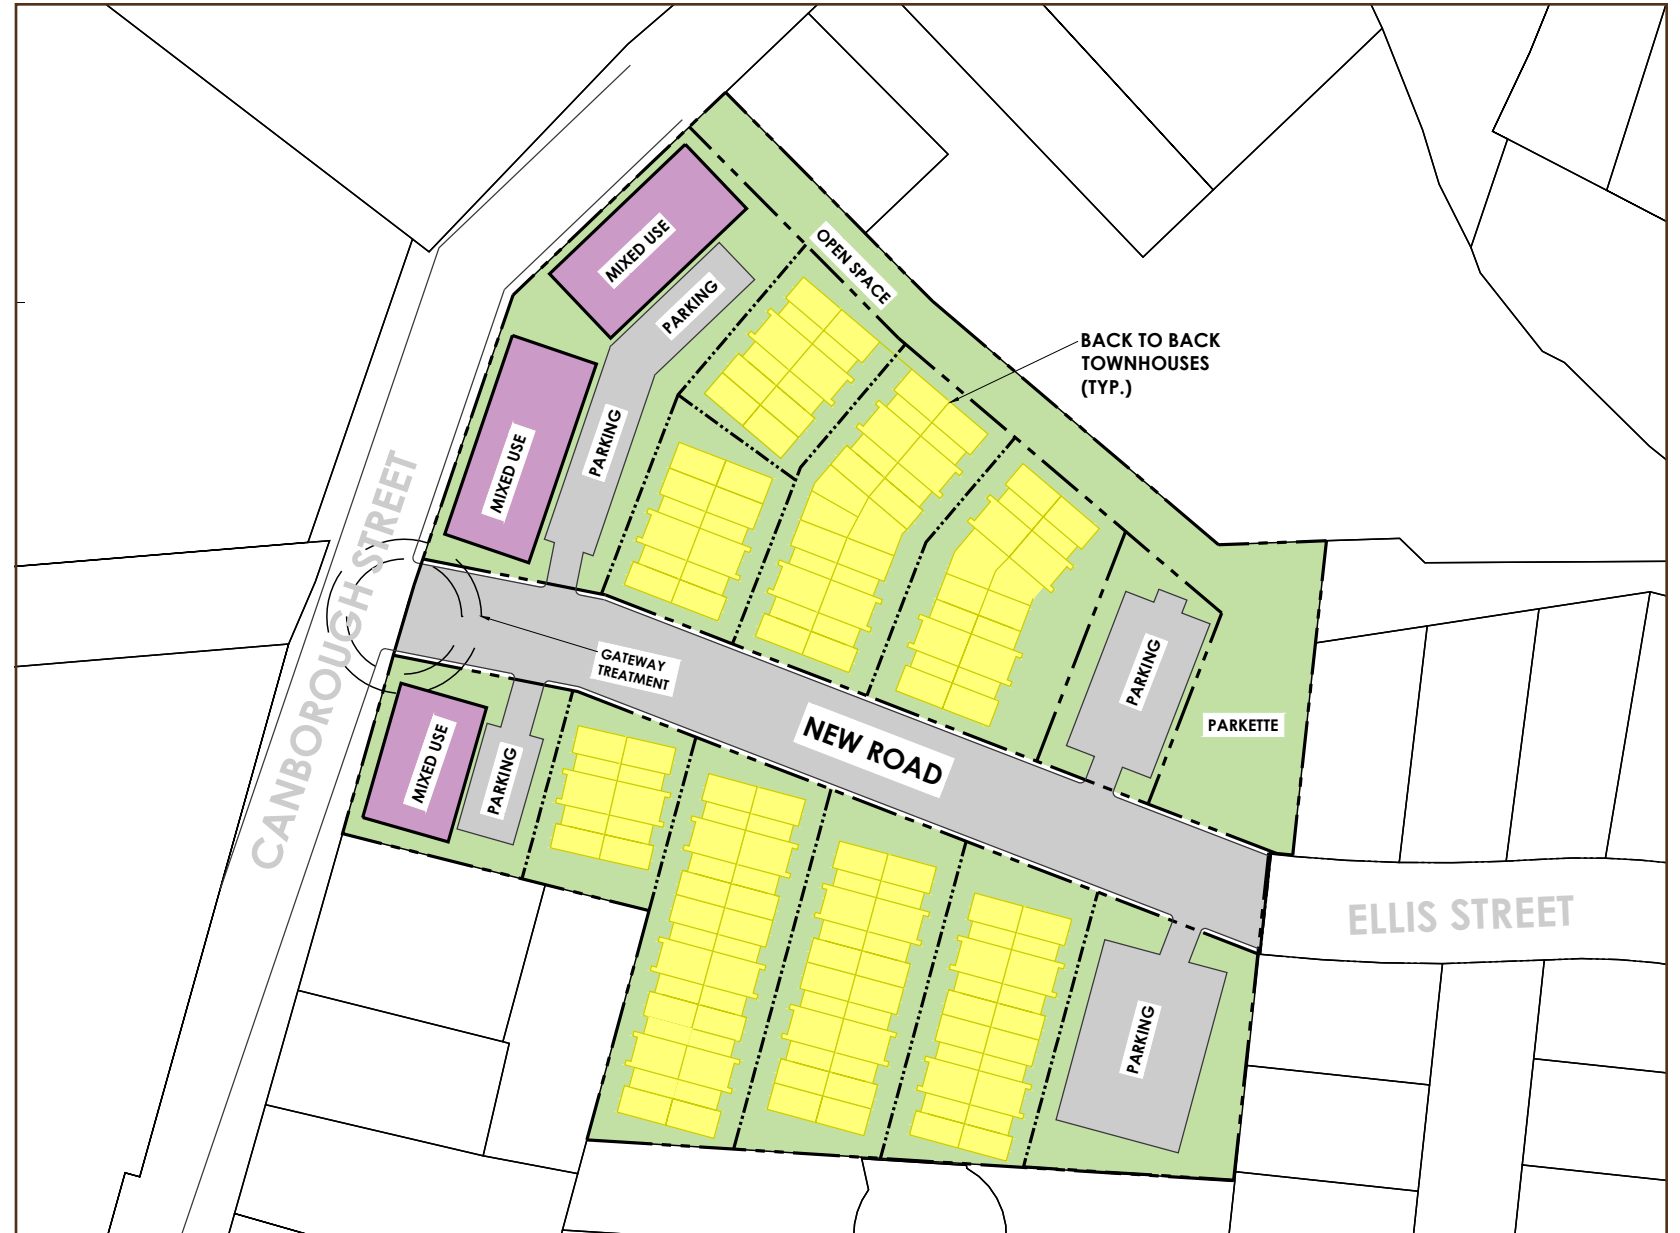 MIXED USE
OPEN SPACE
PARKING
BACK TO BACK
TOWNHOUSES
(TYP.)
MIXED USE
PARKING
CANBOROUGH STREET
GATEWAY
TREATMENT
PARKING
NEW ROAD
PARKETTE
MIXED USE
PARKING
ELLIS STREET
PARKING